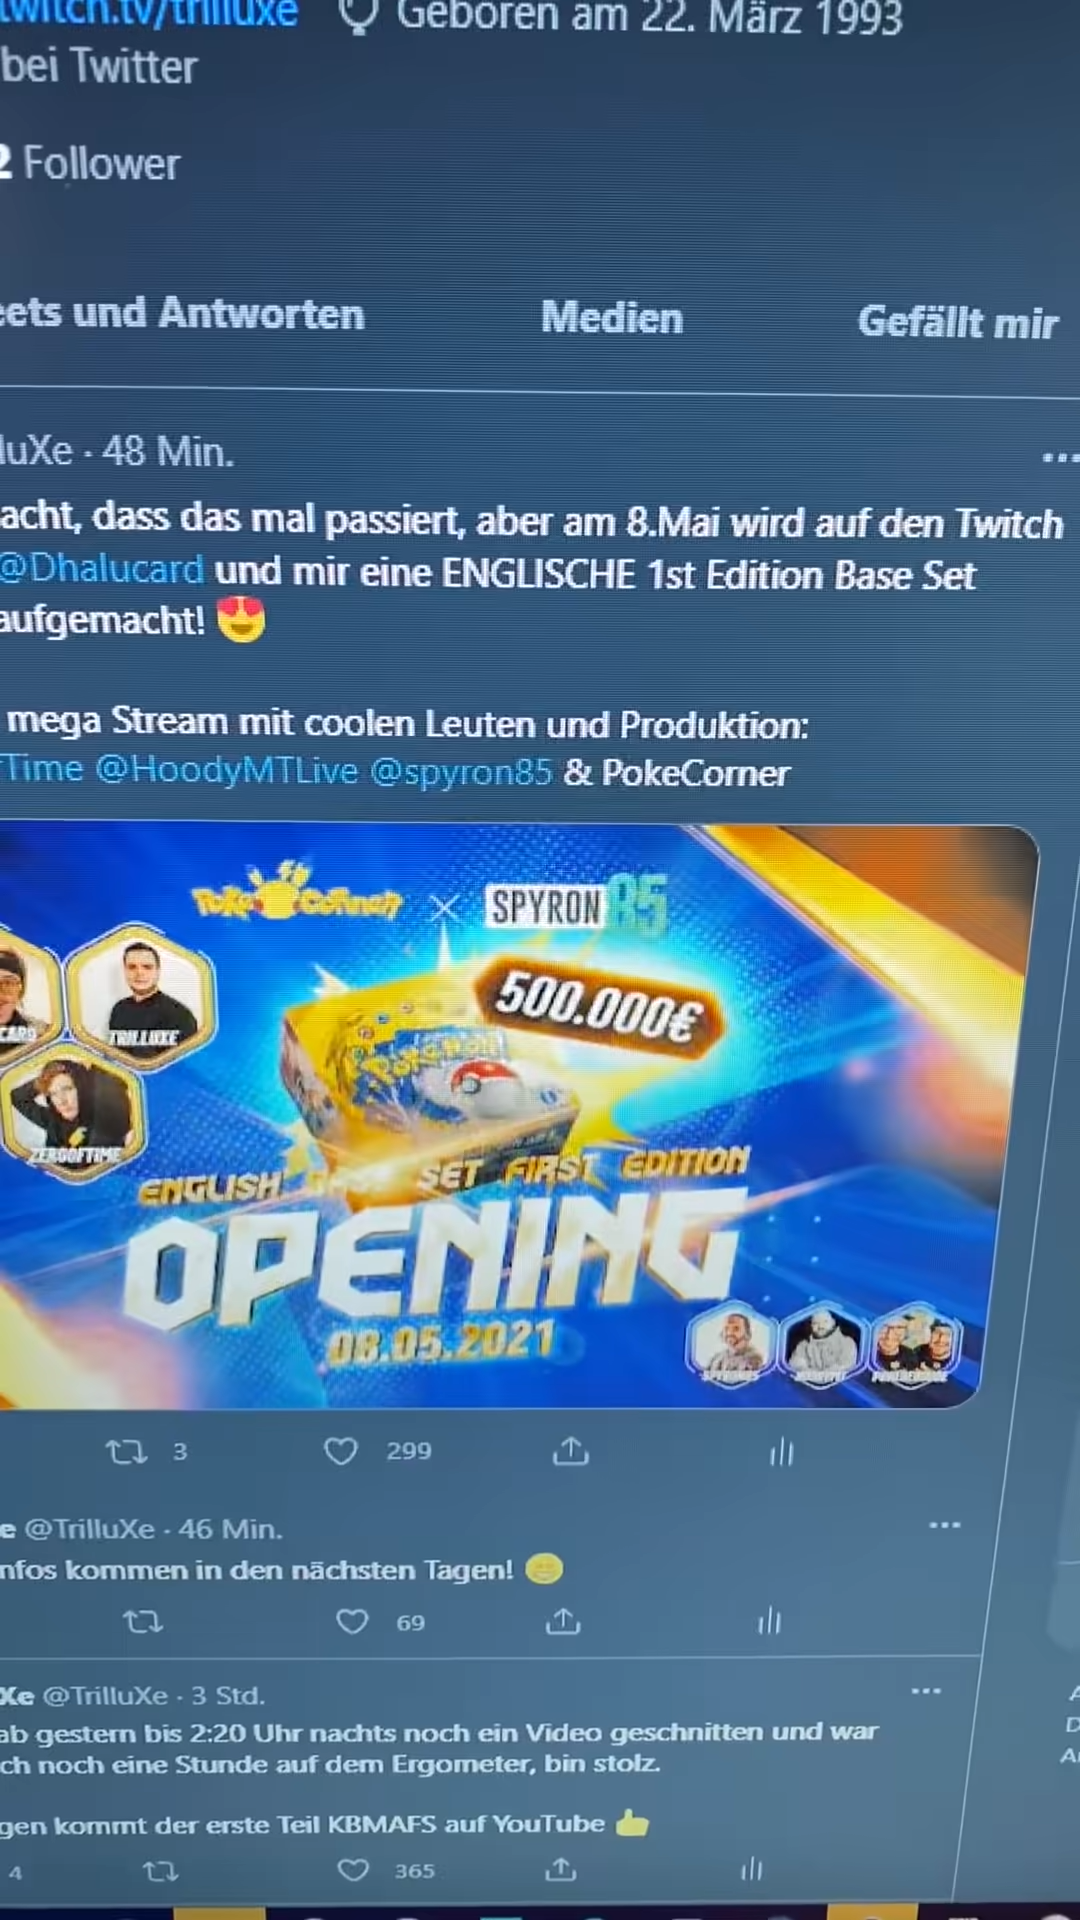 twitch.tv/trilluxe Geboren am 22. März 1993
bei Twitter
2 Follower
eets und Antworten Medien Gefällt mir
luXe · 48 Min.
acht, dass das mal passiert, aber am 8.Mai wird auf den Twitch
@Dhalucard und mir eine ENGLISCHE 1st Edition Base Set
aufgemacht! 😍
mega Stream mit coolen Leuten und Produktion:
Time @HoodyMTLive @spyron85 & PokeCorner
PokeCorner X SPYRON85
500.000€
CARD TRILLUXE
Pokémon
ZEROOFTIME
ENGLISH SET FIRST EDITION
OPENING
08.05.2021
3 299
e @TrilluXe · 46 Min.
nfos kommen in den nächsten Tagen!
69
Xe @TrilluXe · 3 Std.
ab gestern bis 2:20 Uhr nachts noch ein Video geschnitten und war
ch noch eine Stunde auf dem Ergometer, bin stolz.
gen kommt der erste Teil KBMAFS auf YouTube 👍
4 365